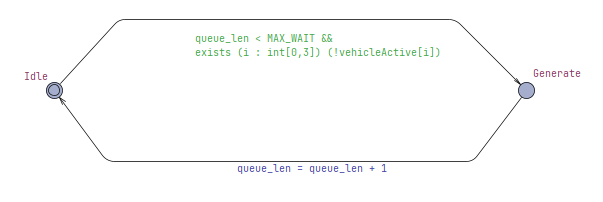 queue_len < MAX_WAIT &&
exists (i : int[0,3]) (!vehicleActive[i])
Idle
Generate
queue_len = queue_len + 1